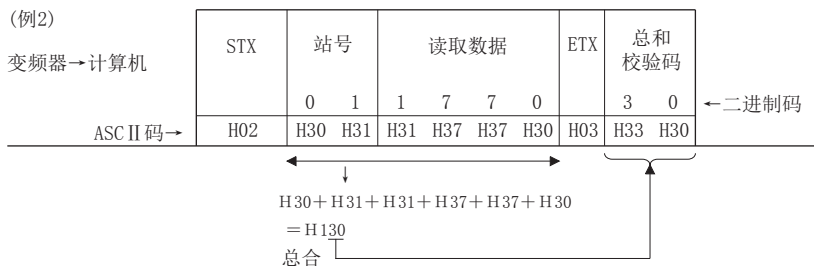 (例2)
STX 站号 读取数据 ETX 总和
校验码
变频器→计算机
0 1 1 7 7 0 3 0 ←二进制码
ASCⅡ码→ H02 H30 H31 H31 H37 H37 H30 H03 H33 H30
H30+H31+H31+H37+H37+H30
=H130
总合